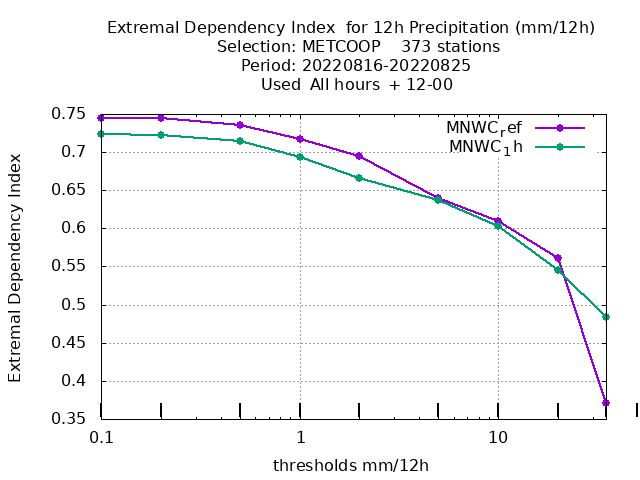 Extremal Dependency Index  for 12h Precipitation (mm/12h)
Selection: METCOOP    373 stations
Period: 20220816-20220825
Used  All hours  + 12-00
MNWC_ref
MNWC_1h
Extremal Dependency Index
0.75
0.7
0.65
0.6
0.55
0.5
0.45
0.4
0.35
0.1 1 10
thresholds mm/12h